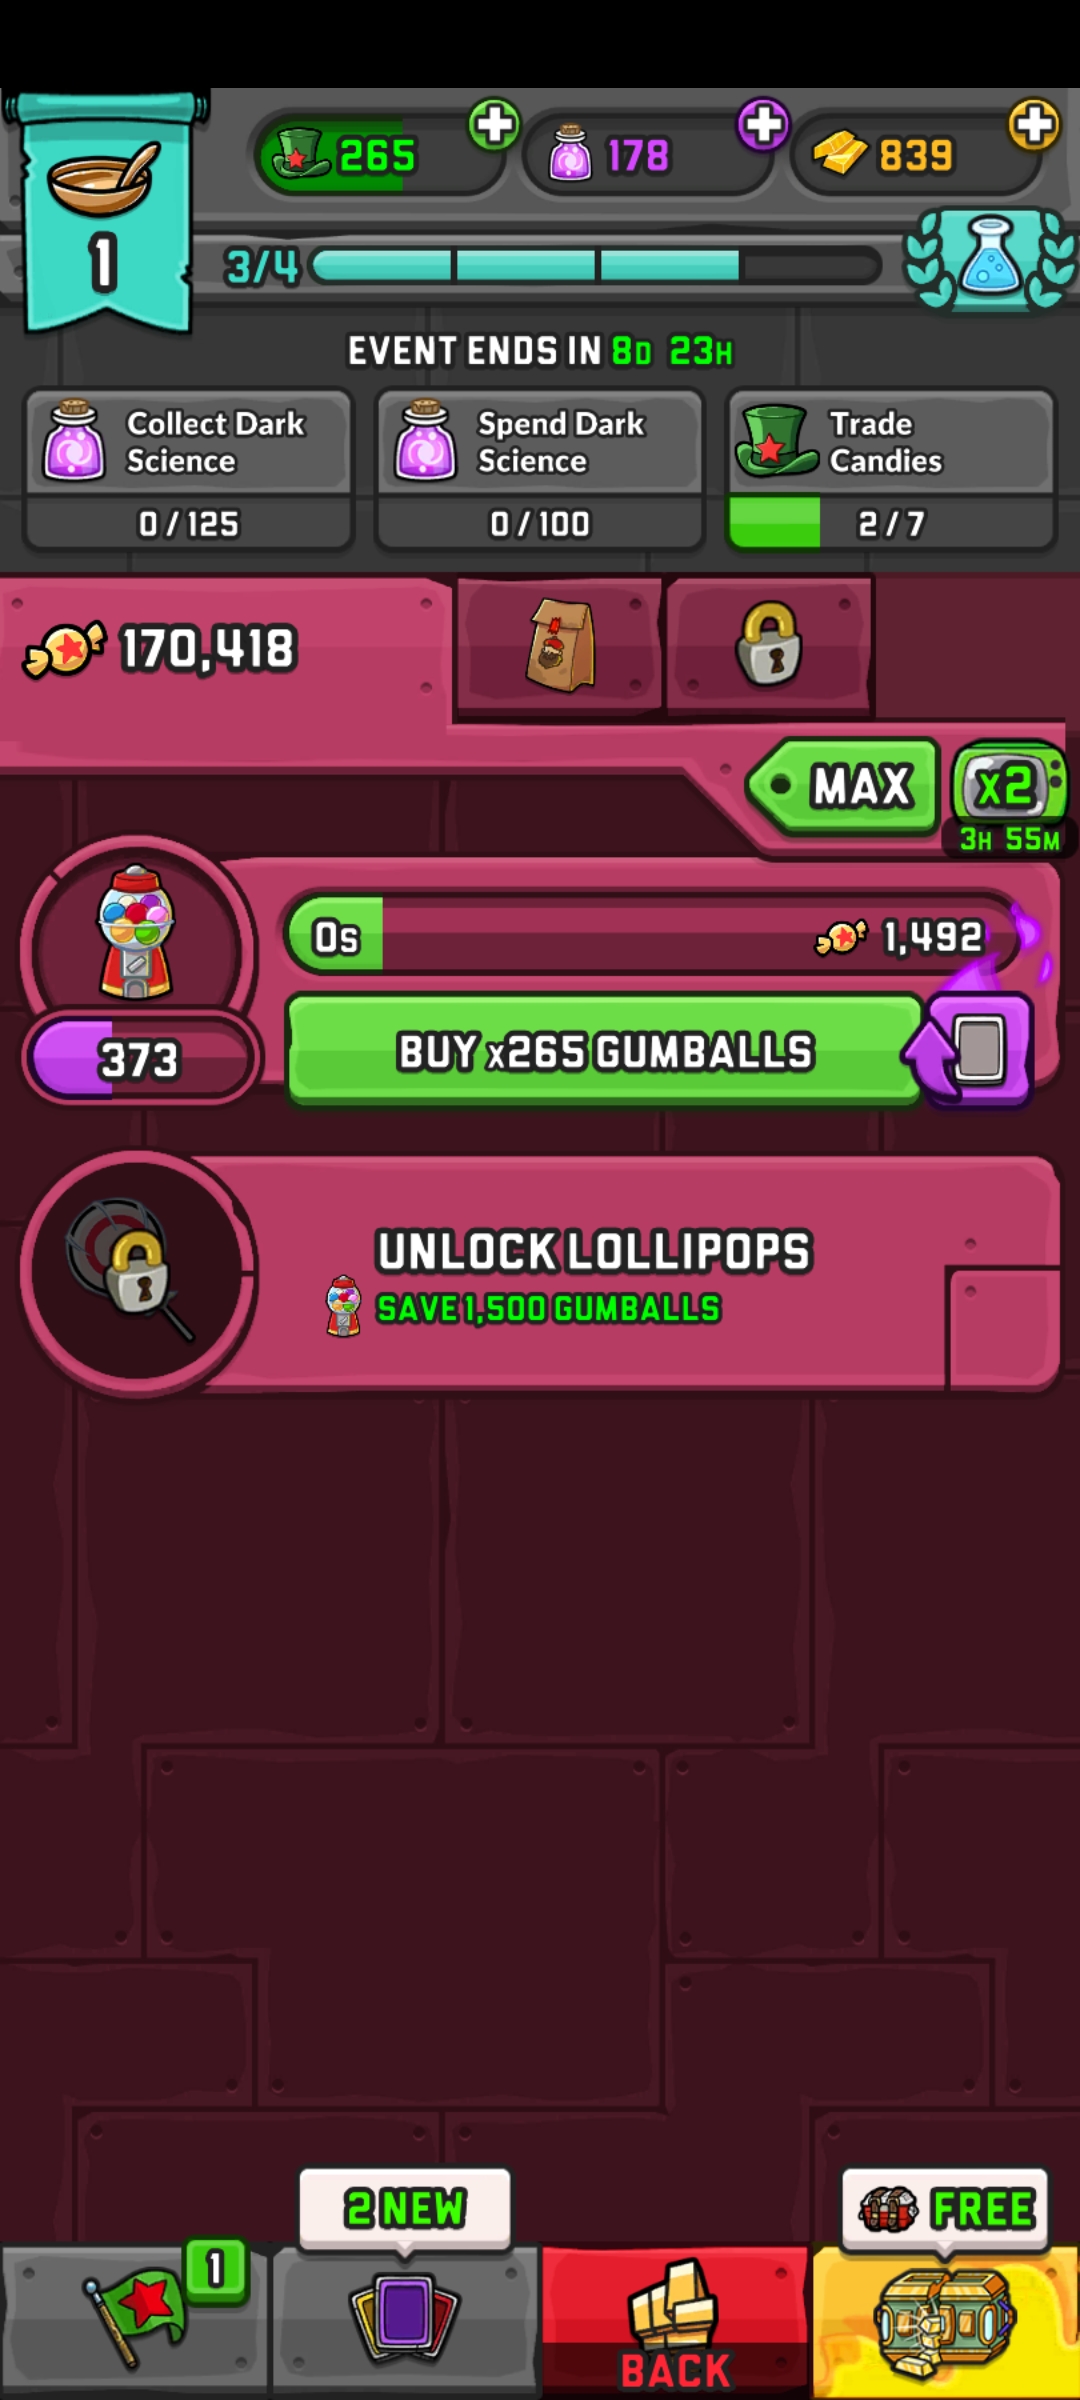 265
178
839
1
3/4
EVENT ENDS IN 8D 23H
Collect Dark
Science
0/125
Spend Dark
Science
0/100
Trade
Candies
2/7
170,418
MAX
x2
3H 55M
0s
1,492
373
BUY x265 GUMBALLS
UNLOCK LOLLIPOPS
SAVE 1,500 GUMBALLS
2 NEW
FREE
1
BACK